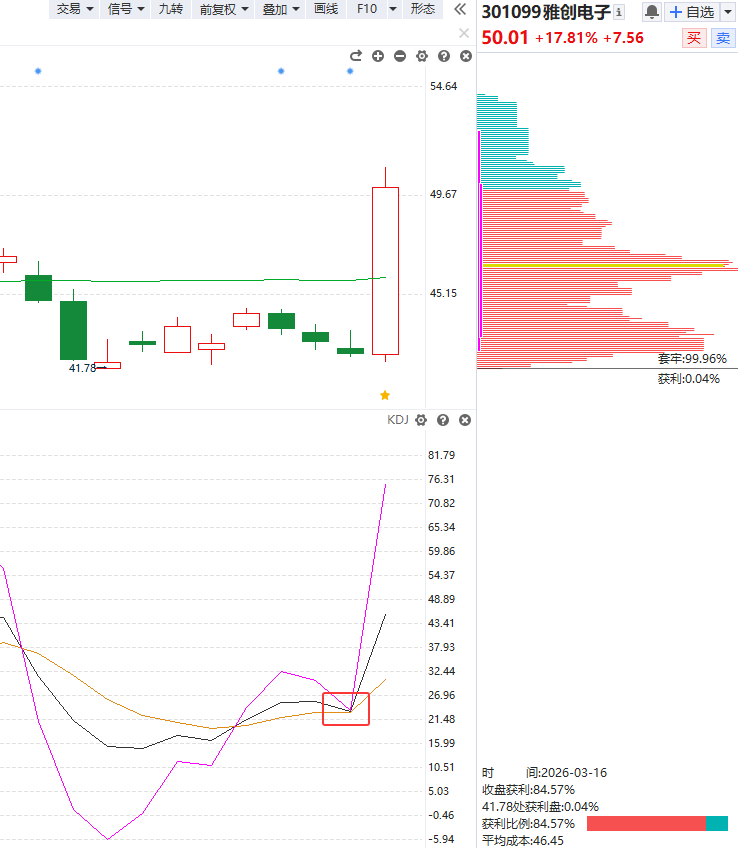 交易 信号 九转 前复权 叠加 画线 F10 形态
301099雅创电子
50.01 +17.81% +7.56
自选
买 卖
54.64
49.67
45.15
41.78
套牢:99.96%
获利:0.04%
KDJ
81.79
76.31
70.82
65.34
59.86
54.37
48.89
43.41
37.93
32.44
26.96
21.48
15.99
10.51
5.03
-0.46
-5.94
时 间:2026-03-16
收盘获利:84.57%
41.78处获利盘:0.04%
获利比例:84.57%
平均成本:46.45